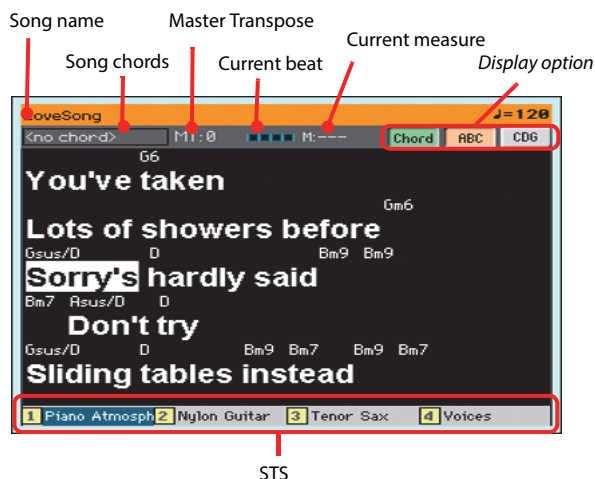 Song name
Master Transpose
Current measure
Song chords
Current beat
Display option
LoveSong ♩=120
<no chord> MT:0 M:--- Chord ABC CDG
G6
You've taken
Gm6
Lots of showers before
Gsus/D D Bm9 Bm9
Sorry's hardly said
Bm7 Asus/D D
Don't try
Gsus/D D Bm9 Bm7 Bm9 Bm7
Sliding tables instead
1 Piano Atmosph 2 Nylon Guitar 3 Tenor Sax 4 Voices
STS